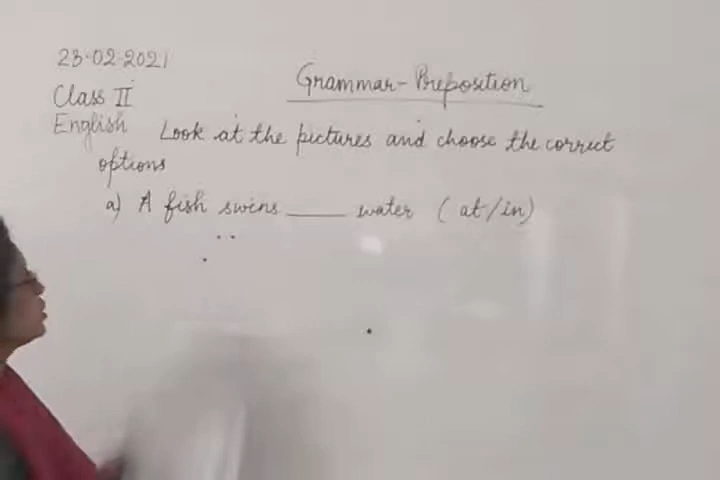 23.02.2021
Grammar-Preposition
Class II
English Look at the pictures and choose the correct
options
a) A fish swins ____ water (at/in)